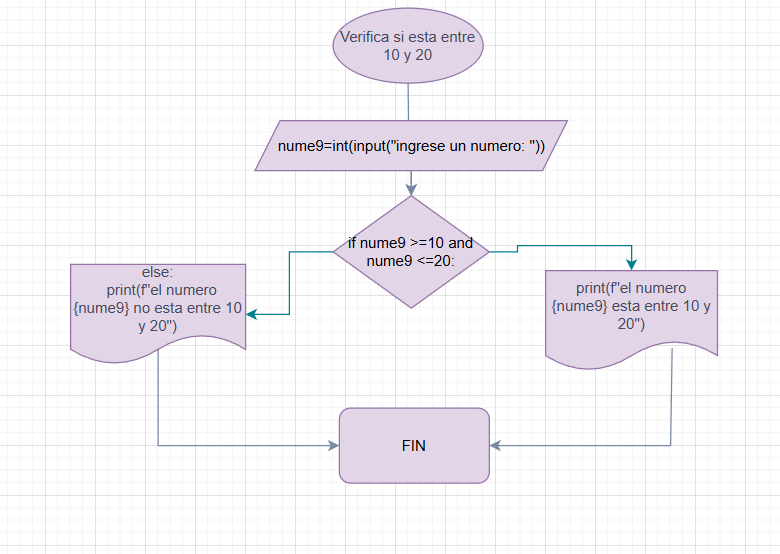 Verifica si esta entre
10 y 20
nume9=int(input("ingrese un numero: "))
if nume9 >=10 and
nume9 <=20:
else:
print(f"el numero
{nume9} no esta entre 10
y 20")
print(f"el numero
{nume9} esta entre 10 y
20")
FIN